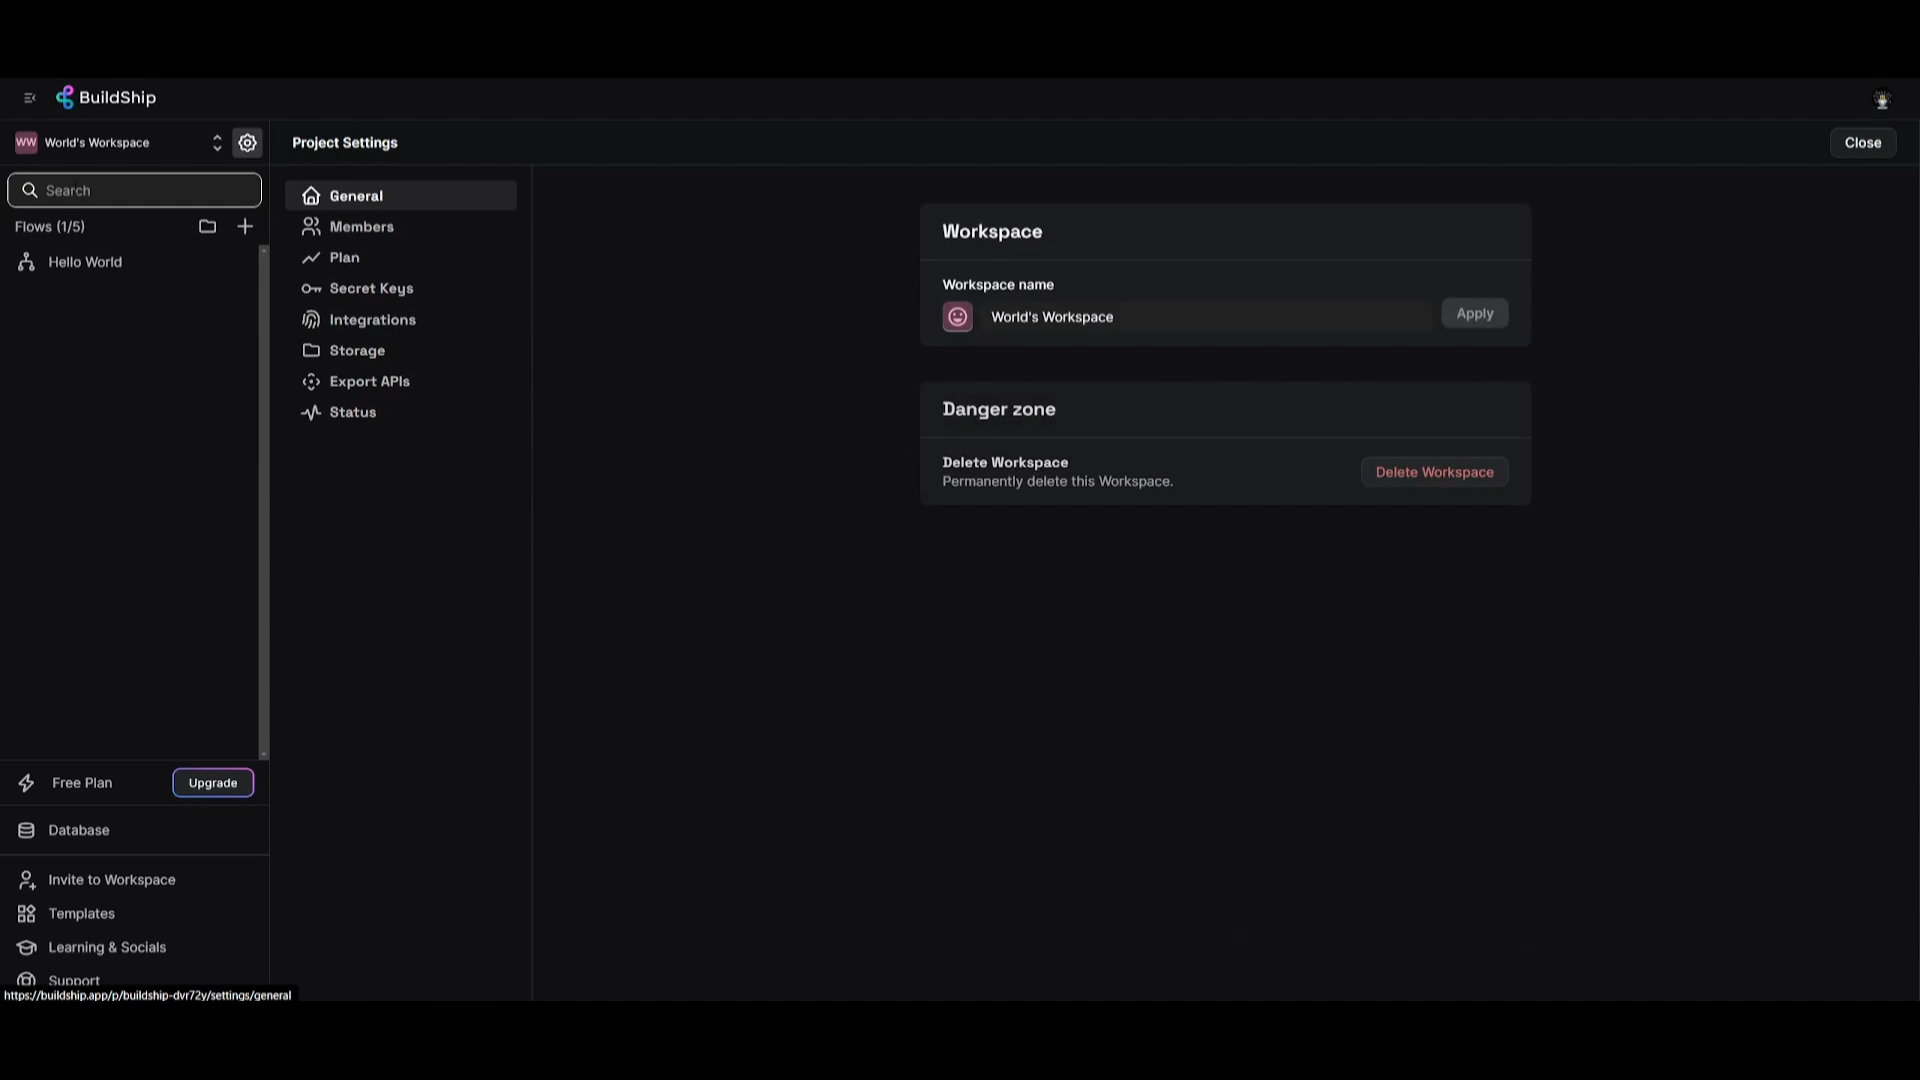 BuildShip
WW World's Workspace
Project Settings
Close
Search
Flows (1/5)
Hello World
General
Members
Plan
Secret Keys
Integrations
Storage
Export APIs
Status
Workspace
Workspace name
World's Workspace
Apply
Danger zone
Delete Workspace
Permanently delete this Workspace.
Delete Workspace
Free Plan
Upgrade
Database
Invite to Workspace
Templates
Learning & Socials
Support
https://buildship.app/p/buildship-dvr72y/settings/general